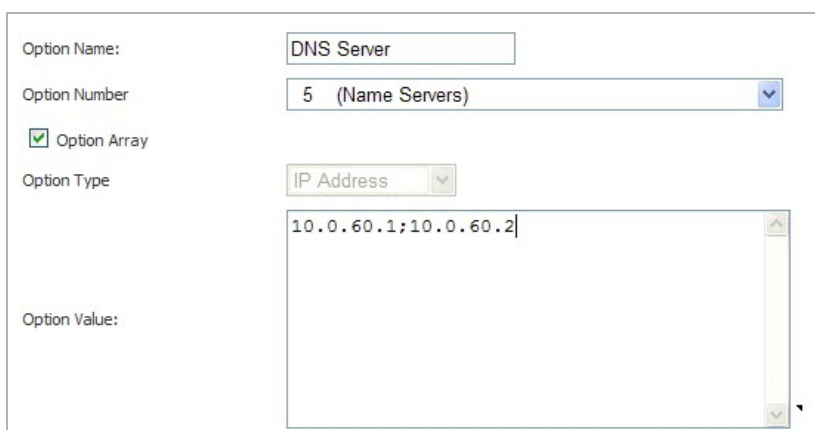 Option Name: DNS Server
Option Number 5 (Name Servers)
Option Array
Option Type IP Address
10.0.60.1;10.0.60.2
Option Value: